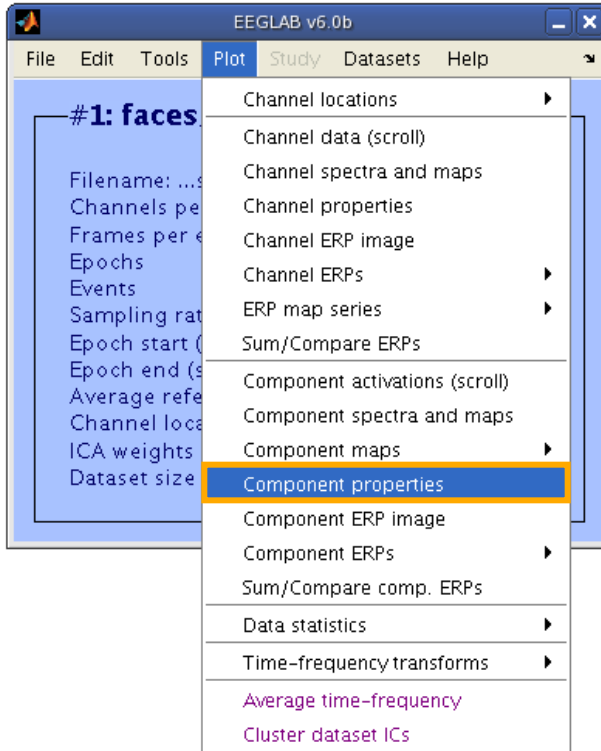 EEGLAB v6.0b
File Edit Tools Plot Study Datasets Help
#1: faces
Filename: ...s
Channels pe
Frames per e
Epochs
Events
Sampling rat
Epoch start (
Epoch end (s
Average refe
Channel loca
ICA weights
Dataset size
Channel locations
Channel data (scroll)
Channel spectra and maps
Channel properties
Channel ERP image
Channel ERPs
ERP map series
Sum/Compare ERPs
Component activations (scroll)
Component spectra and maps
Component maps
Component properties
Component ERP image
Component ERPs
Sum/Compare comp. ERPs
Data statistics
Time-frequency transforms
Average time-frequency
Cluster dataset ICs